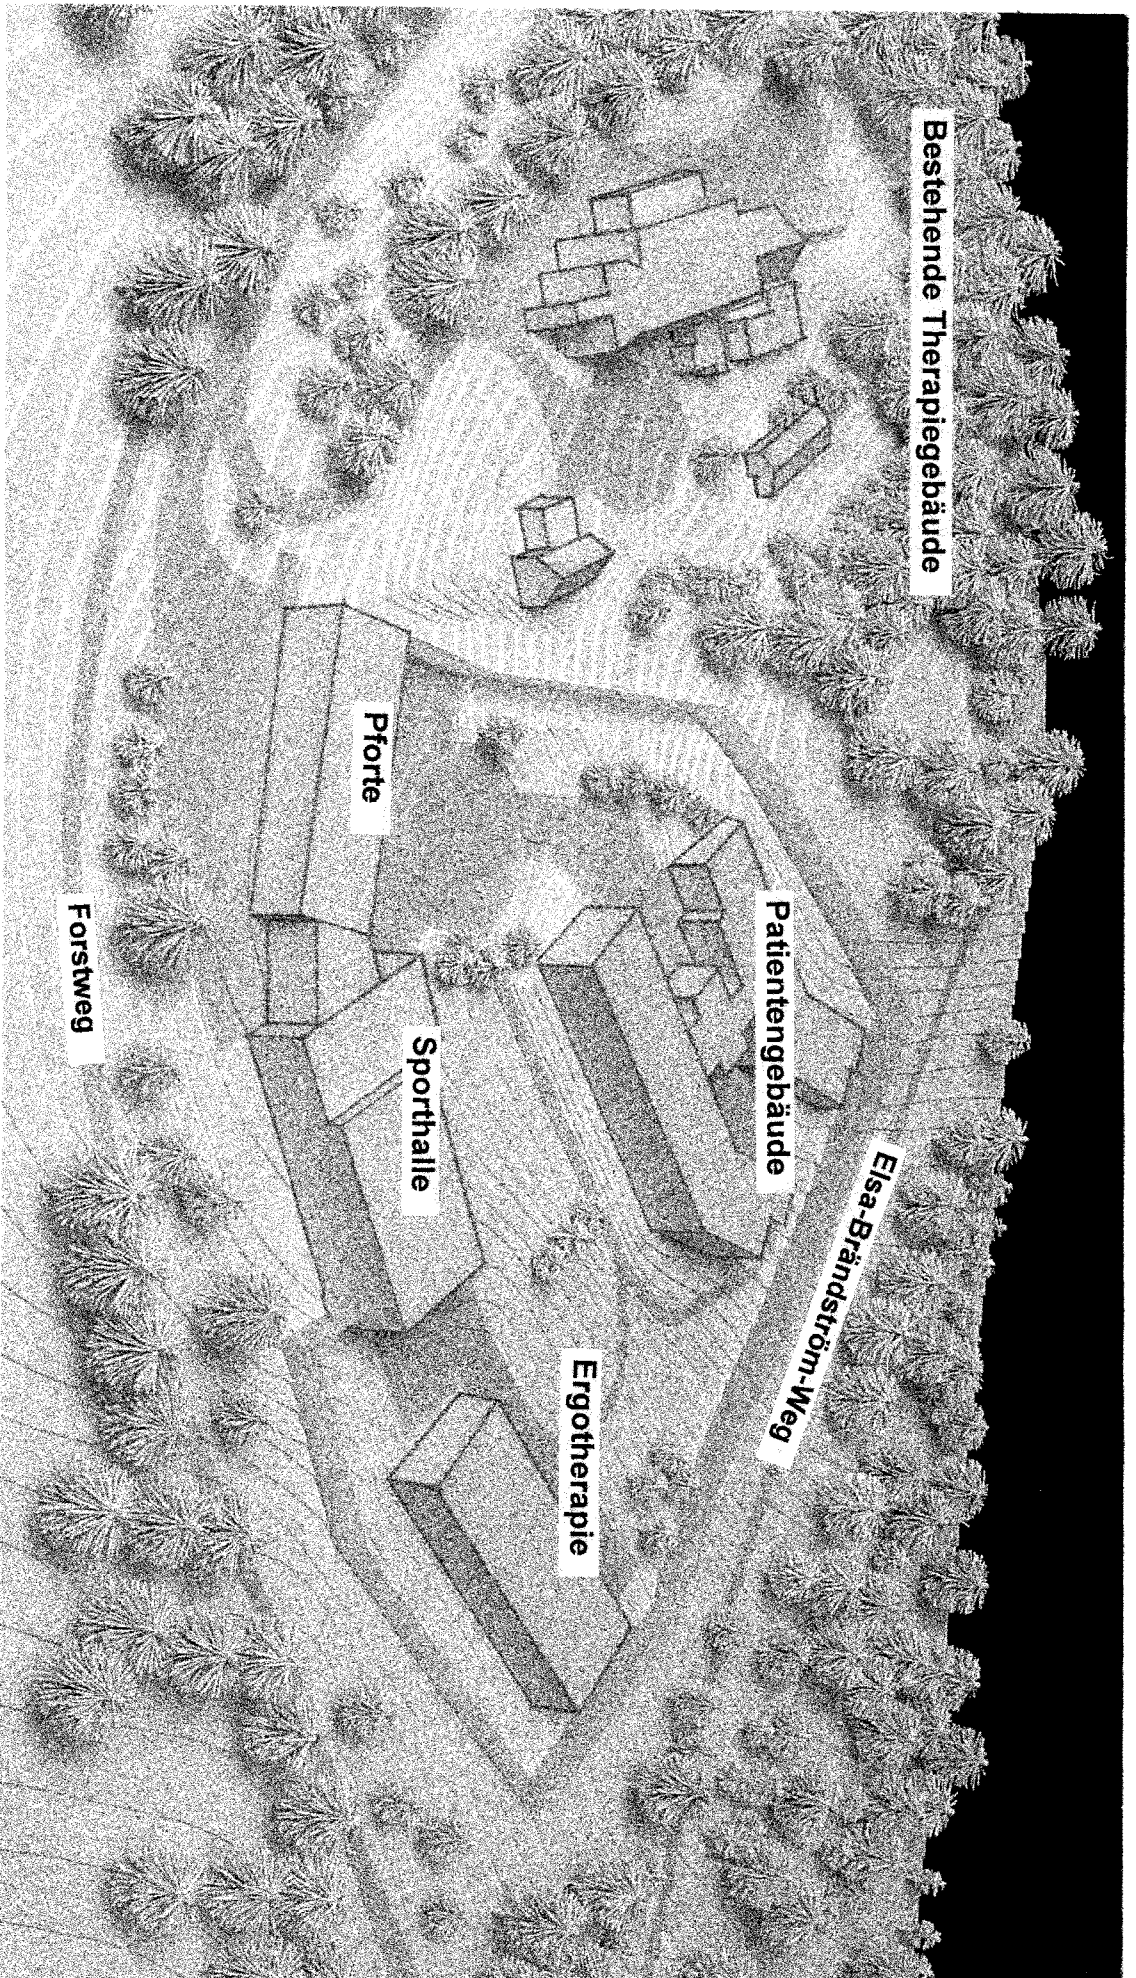 Bestehende Therapiegebäude
Patientengebäude
Elsa-Brändström-Weg
Pforte
Sporthalle
Ergotherapie
Forstweg